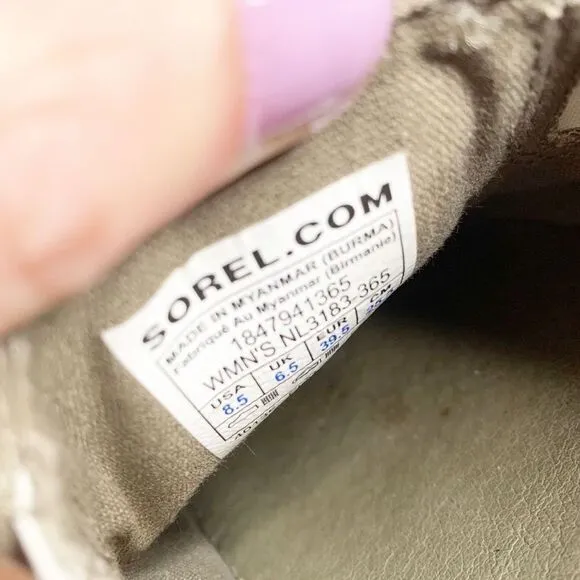 SOREL.COM
MADE IN MYANMAR (BURMA)
Fabriqué Au Myanmar (Birmanie)
1847941365
WMN'S NL3183-365
USA UK EUR CM
8.5 6.5 39.5